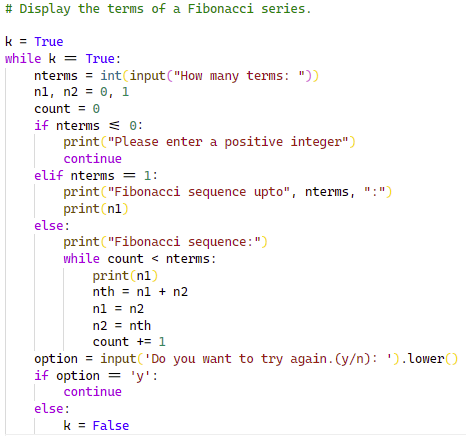 # Display the terms of a Fibonacci series.

k = True
while k == True:
    nterms = int(input("How many terms: "))
    n1, n2 = 0, 1
    count = 0
    if nterms <= 0:
        print("Please enter a positive integer")
        continue
    elif nterms == 1:
        print("Fibonacci sequence upto", nterms, ":")
        print(n1)
    else:
        print("Fibonacci sequence:")
        while count < nterms:
            print(n1)
            nth = n1 + n2
            n1 = n2
            n2 = nth
            count += 1
    option = input('Do you want to try again.(y/n): ').lower()
    if option == 'y':
        continue
    else:
        k = False